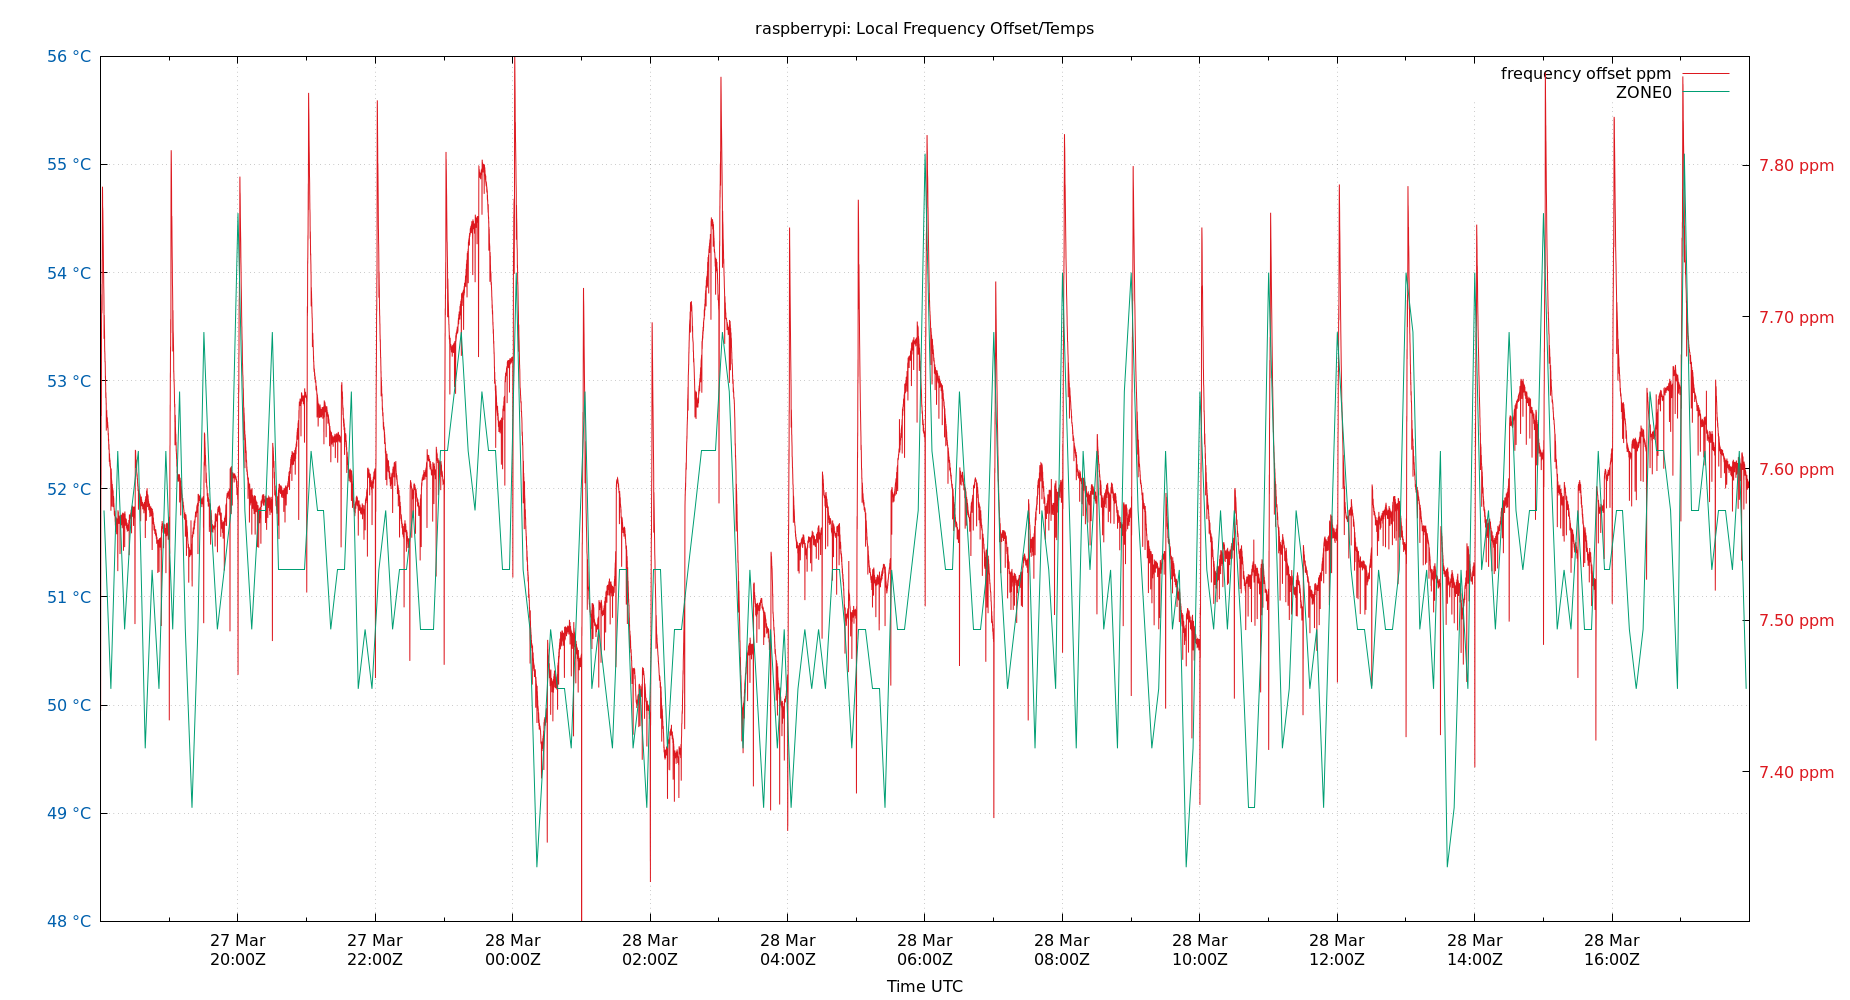 raspberrypi: Local Frequency Offset/Temps
frequency offset ppm
ZONE0
56 °C
55 °C
54 °C
53 °C
52 °C
51 °C
50 °C
49 °C
48 °C
7.80 ppm
7.70 ppm
7.60 ppm
7.50 ppm
7.40 ppm
27 Mar
20:00Z
27 Mar
22:00Z
28 Mar
00:00Z
28 Mar
02:00Z
28 Mar
04:00Z
28 Mar
06:00Z
28 Mar
08:00Z
28 Mar
10:00Z
28 Mar
12:00Z
28 Mar
14:00Z
28 Mar
16:00Z
Time UTC